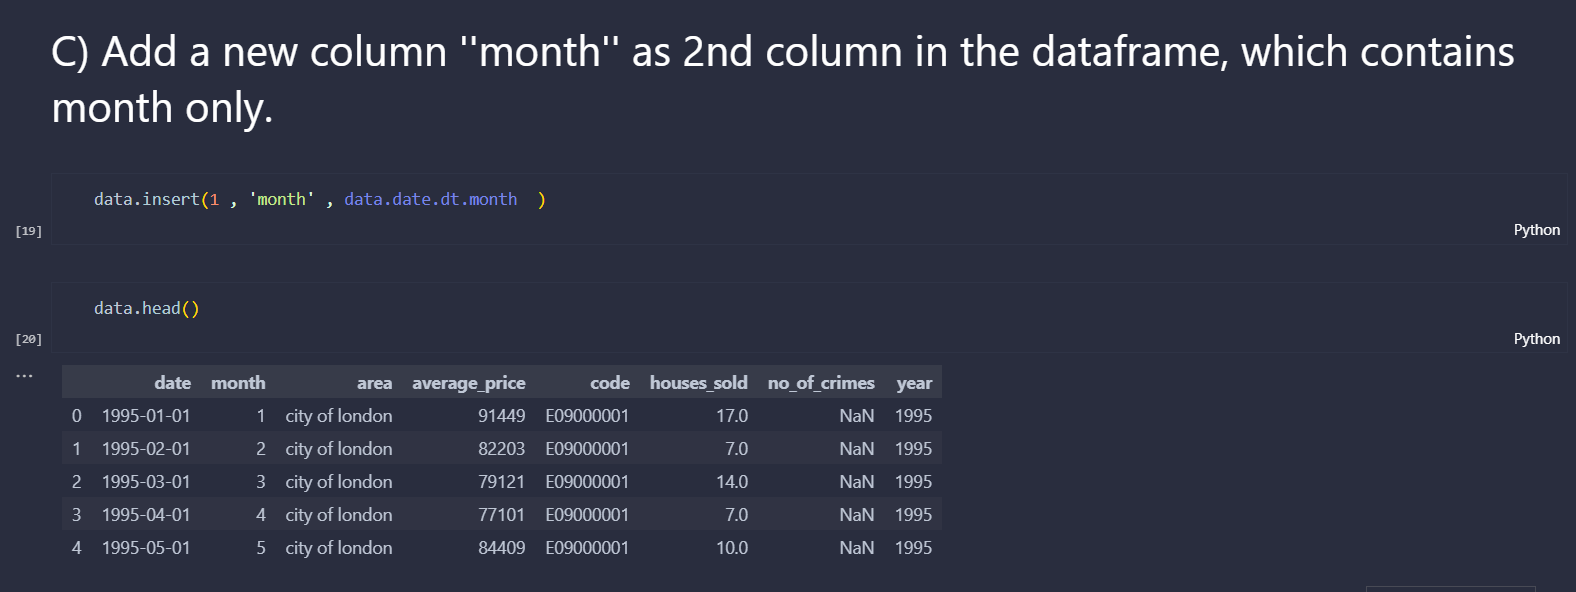 C) Add a new column ''month'' as 2nd column in the dataframe, which contains
month only.
data.insert(1 , 'month' , data.date.dt.month  )
[19]
Python
data.head()
[20]
Python
...
date month area average_price code houses_sold no_of_crimes year
0 1995-01-01 1 city of london 91449 E09000001 17.0 NaN 1995
1 1995-02-01 2 city of london 82203 E09000001 7.0 NaN 1995
2 1995-03-01 3 city of london 79121 E09000001 14.0 NaN 1995
3 1995-04-01 4 city of london 77101 E09000001 7.0 NaN 1995
4 1995-05-01 5 city of london 84409 E09000001 10.0 NaN 1995